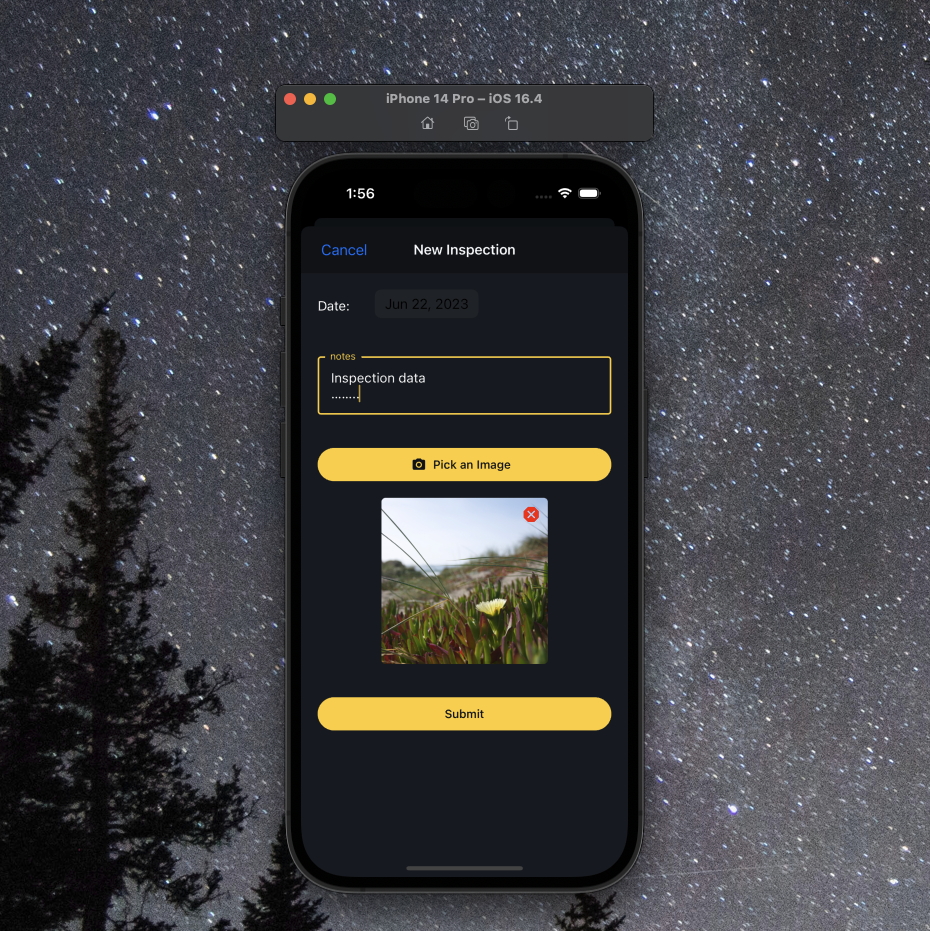 iPhone 14 Pro – iOS 16.4
1:56
Cancel
New Inspection
Date:
Jun 22, 2023
notes
Inspection data
........
Pick an Image
Submit